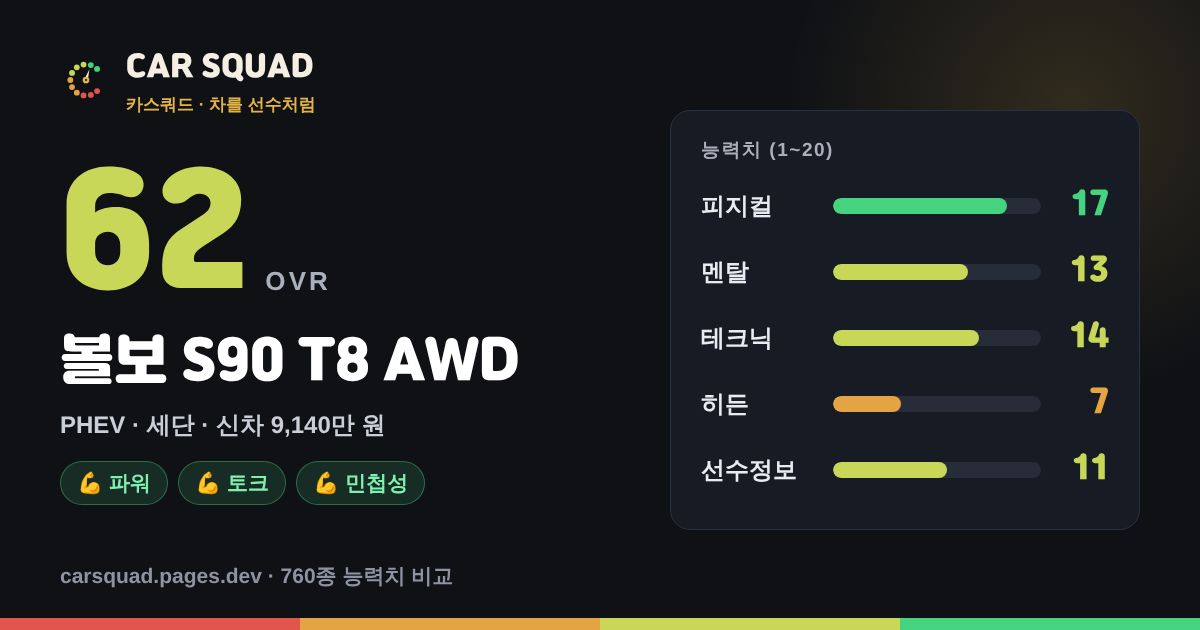 CAR SQUAD
카스쿼드 · 차를 선수처럼
62 OVR
볼보 S90 T8 AWD
PHEV · 세단 · 신차 9,140만 원
💪 파워 💪 토크 💪 민첩성
carsquad.pages.dev · 760종 능력치 비교
능력치 (1~20)
피지컬 17
멘탈 13
테크닉 14
히든 7
선수정보 11